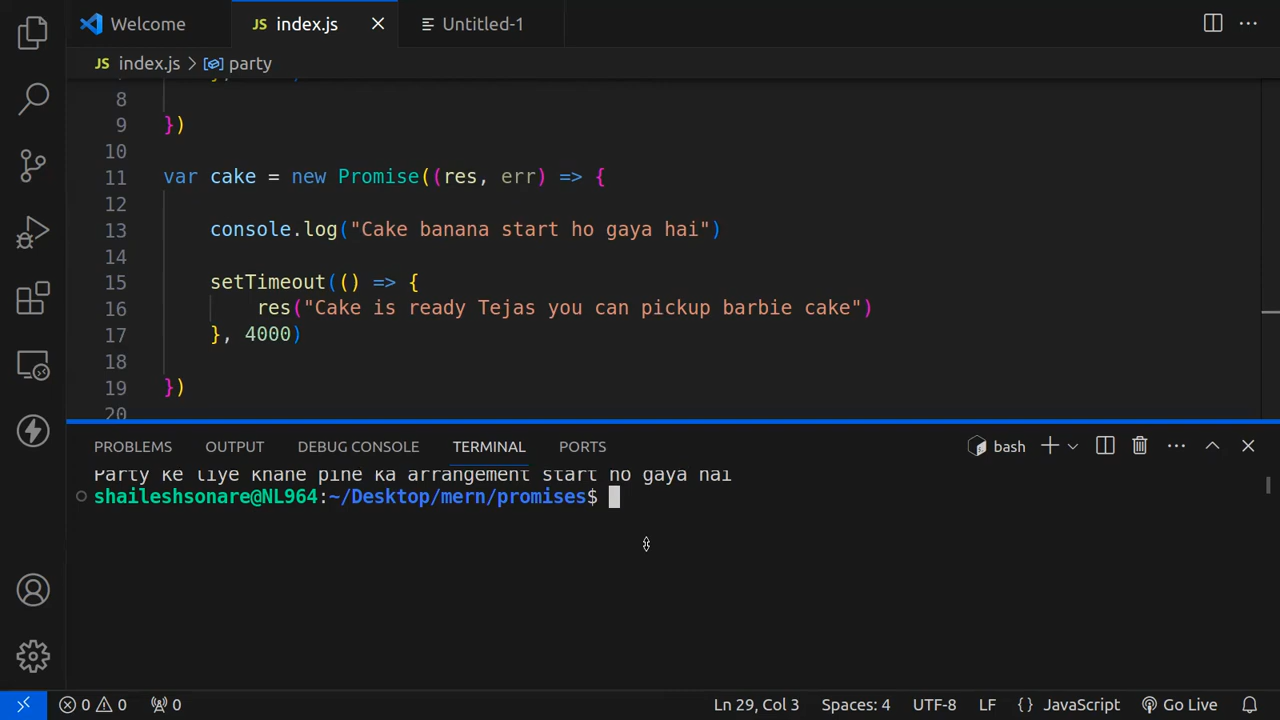 Welcome
JS index.js
Untitled-1
JS index.js > party
8
9 })
10
11 var cake = new Promise((res, err) => {
12
13 console.log("Cake banana start ho gaya hai")
14
15 setTimeout(() => {
16 res("Cake is ready Tejas you can pickup barbie cake")
17 }, 4000)
18
19 })
20
PROBLEMS OUTPUT DEBUG CONSOLE TERMINAL PORTS bash
Party ke liye khane pine ka arrangement start ho gaya hai
shaileshsonare@NL964:~/Desktop/mern/promises$
0 0 0 Ln 29, Col 3 Spaces: 4 UTF-8 LF {} JavaScript Go Live